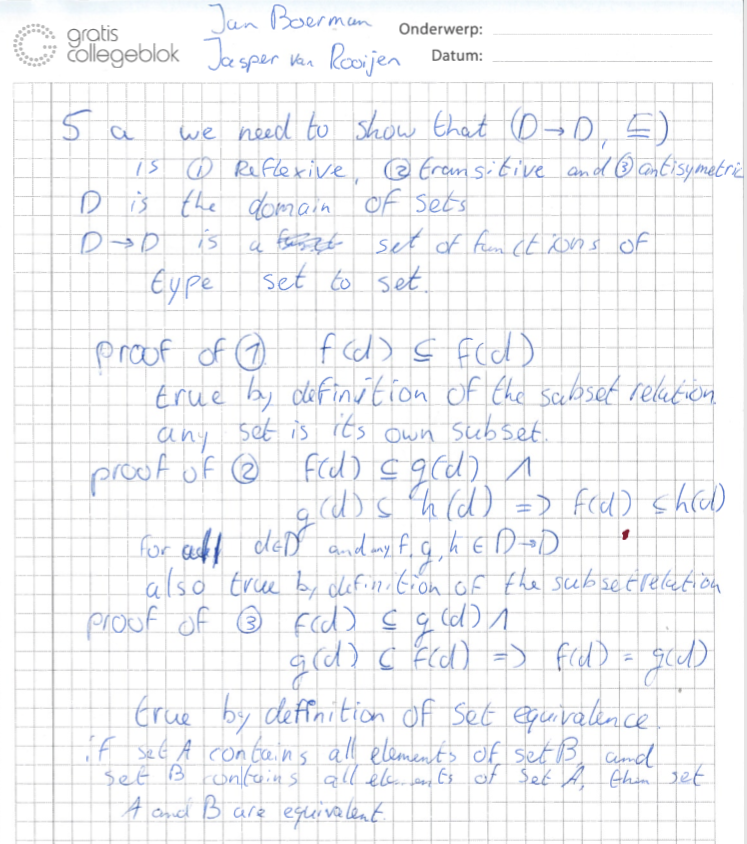 gratis
collegeblok
Jan Boerman
Jasper van Rooijen
Onderwerp:
Datum:
5 a we need to show that (D→D, ⊆)
is ① Reflexive, ② transitive and ③ antisymetric
D is the domain of sets
D→D is a set of functions of
type set to set.
proof of ① f(d) ⊆ f(d)
true by definition of the subset relation.
any set is its own subset.
proof of ② f(d) ⊆ g(d) ∧
g(d) ⊆ h(d) => f(d) ⊆ h(d)
for all d∈D and any f, g, h ∈ D→D
also true by definition of the subset relation
proof of ③ f(d) ⊆ g(d) ∧
g(d) ⊆ f(d) => f(d) = g(d)
true by deffinition of set equivalence.
if set A contains all elements of set B, and
set B contains all elements of set A, then set
A and B are equivalent.